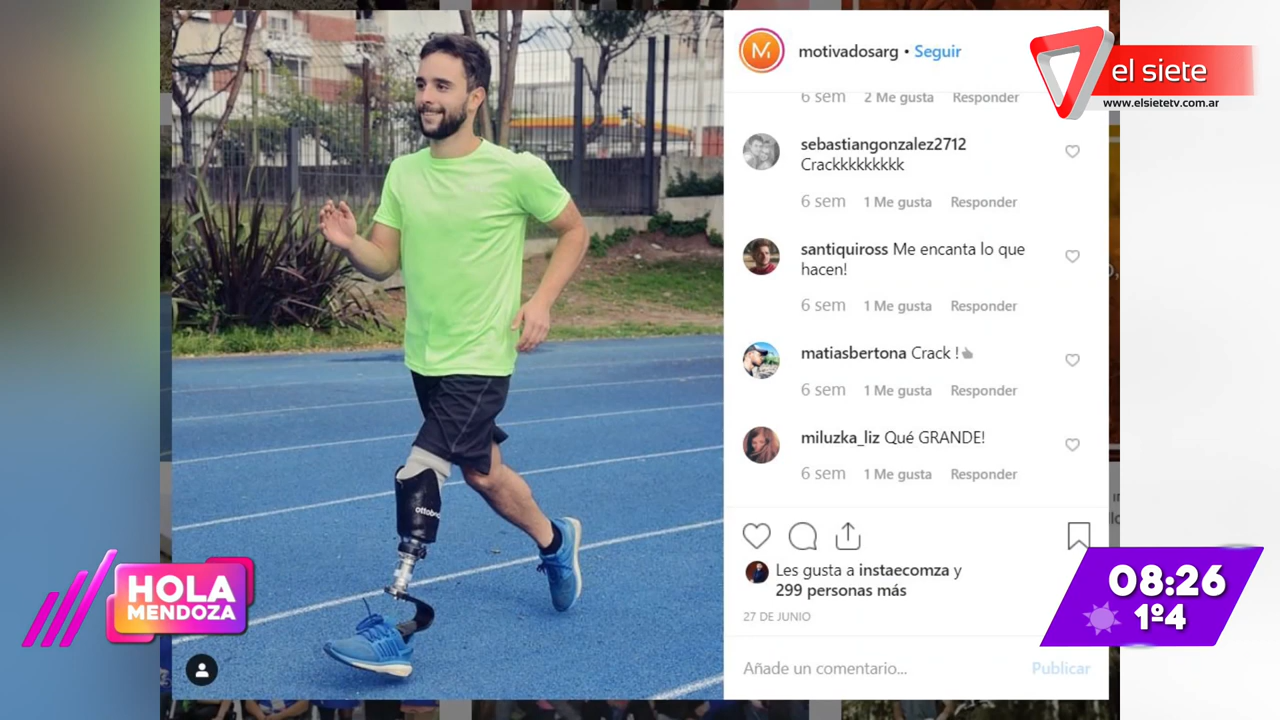 motivadosarg • Seguir
6 sem 2 Me gusta Responder
sebastiangonzalez2712
Crackkkkkkkkk
6 sem 1 Me gusta Responder
santiquiross Me encanta lo que
hacen!
6 sem 1 Me gusta Responder
matiasbertona Crack !
6 sem 1 Me gusta Responder
miluzka_liz Qué GRANDE!
6 sem 1 Me gusta Responder
Les gusta a instaecomza y
299 personas más
27 DE JUNIO
Añade un comentario... Publicar
el siete
www.elsietetv.com.ar
HOLA
MENDOZA
08:26
1º4